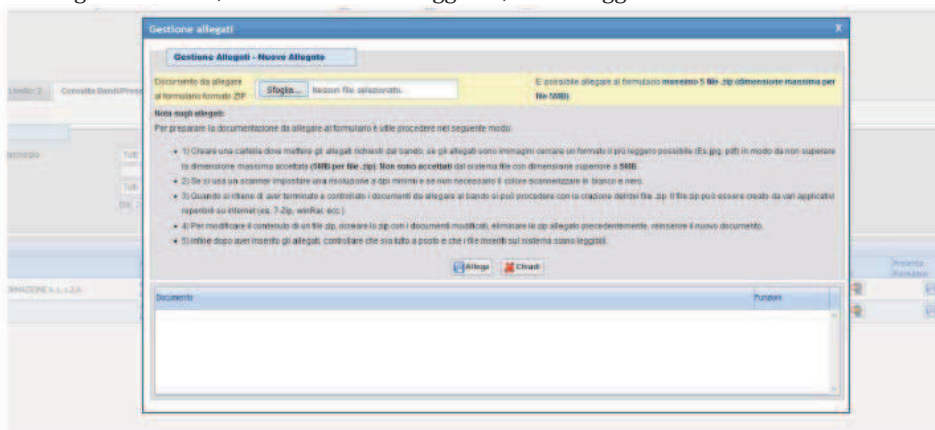 Gestione allegati X
Gestione Allegati - Nuovo Allegato
Documento da allegare
al formulario formato ZIP
Sfoglia... Nessun file selezionato.
E possibile allegare al formulario massimo 5 file .zip (dimensione massima per
file 5MB)
Nota sugli allegati:
Per preparare la documentazione da allegare al formulario è utile procedere nel seguente modo:
1) Creare una cartella dove mettere gli allegati richiesti dal bando, se gli allegati sono immagini cercare un formato il più leggero possibile (Es.jpg, pdf) in modo da non superare
la dimensione massima accettata (5MB per file .zip). Non sono accettati dal sistema file con dimensione superiore a 5MB.
2) Se si usa un scanner impostare una risoluzione a dpi minimi e se non necessario il colore scannerizzare in bianco e nero.
3) Quando si ritiene di aver terminato e controllato i documenti da allegare al bando si può procedere con la crazione dei/del file .zip. Il file zip può essere creato da vari applicativi
reperibili su internet (es. 7-Zip, winRar, ecc.)
4) Per modificare il contenuto di un file zip, ricreare lo zip con i documenti modificati, eliminare lo zip allegato precedentemente, reinserire il nuovo documento.
5) Infine dopo aver inserito gli allegati, controllare che sia tutto a posto e che i file inseriti sul sistema siano leggibili.
Allega Chiudi
Documento Funzioni
Livello: 2